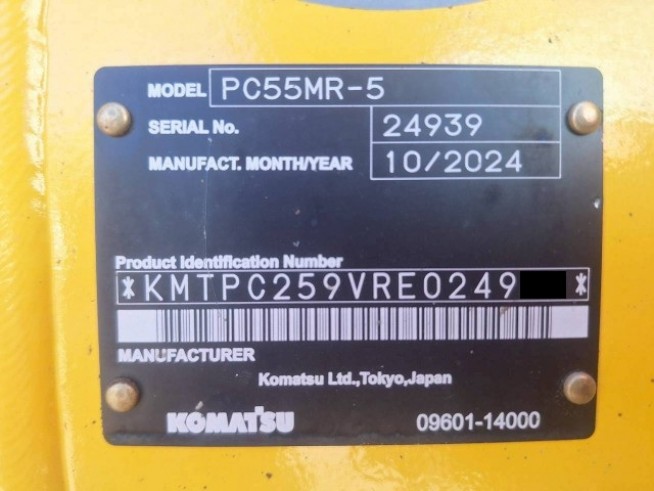 MODEL PC55MR-5
SERIAL No. 24939
MANUFACT. MONTH/YEAR 10/2024
Product Identification Number
*KMTPC259VRE0249 *
MANUFACTURER
Komatsu Ltd.,Tokyo,Japan
KOMATSU 09601-14000